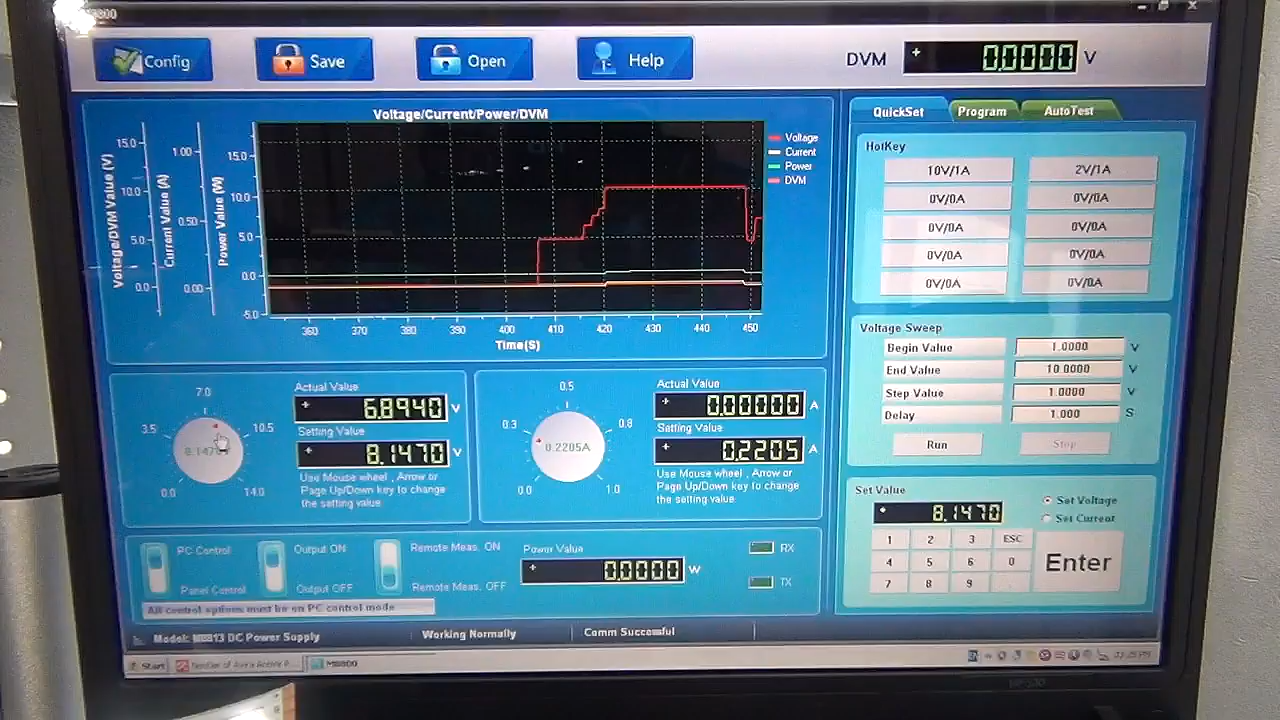 Config Save Open Help DVM + 0.0000 V
Voltage/Current/Power/DVM
Voltage/DVM Value (V)
15.0
10.0
5.0
0.0
Current Value (A)
1.00
0.50
0.00
Power Value (W)
15.0
10.0
5.0
0.0
-5.0
360 370 380 390 400 410 420 430 440 450
Time(S)
Voltage
Current
Power
DVM
QuickSet Program AutoTest
HotKey
10V/1A 2V/1A
0V/0A 0V/0A
0V/0A 0V/0A
0V/0A 0V/0A
0V/0A 0V/0A
Voltage Sweep
Begin Value 1.0000 V
End Value 10.0000 V
Step Value 1.0000 V
Delay 1.000 S
Run Stop
7.0
3.5 10.5
0.0 14.0
Actual Value
+ 6.8940 V
Setting Value
+ 8.1470 V
Use Mouse wheel , Arrow or
Page Up/Down key to change
the setting value
0.5
0.3 0.8
0.2205A
0.0 1.0
Actual Value
+ 0.00000 A
Setting Value
+ 0.2205 A
Use Mouse wheel , Arrow or
Page Up/Down key to change
the setting value
Set Value
+ 8.1470
Set Voltage
Set Current
1 2 3 ESC
4 5 6 0
7 8 9 .
Enter
PC Control
Panel Control
Output ON
Output OFF
Remote Meas. ON
Remote Meas. OFF
Power Value
+ 0.0000 W
RX
TX
All control options must be on PC control mode
Model: M8813 DC Power Supply Working Normally Comm Successful
Start M8800